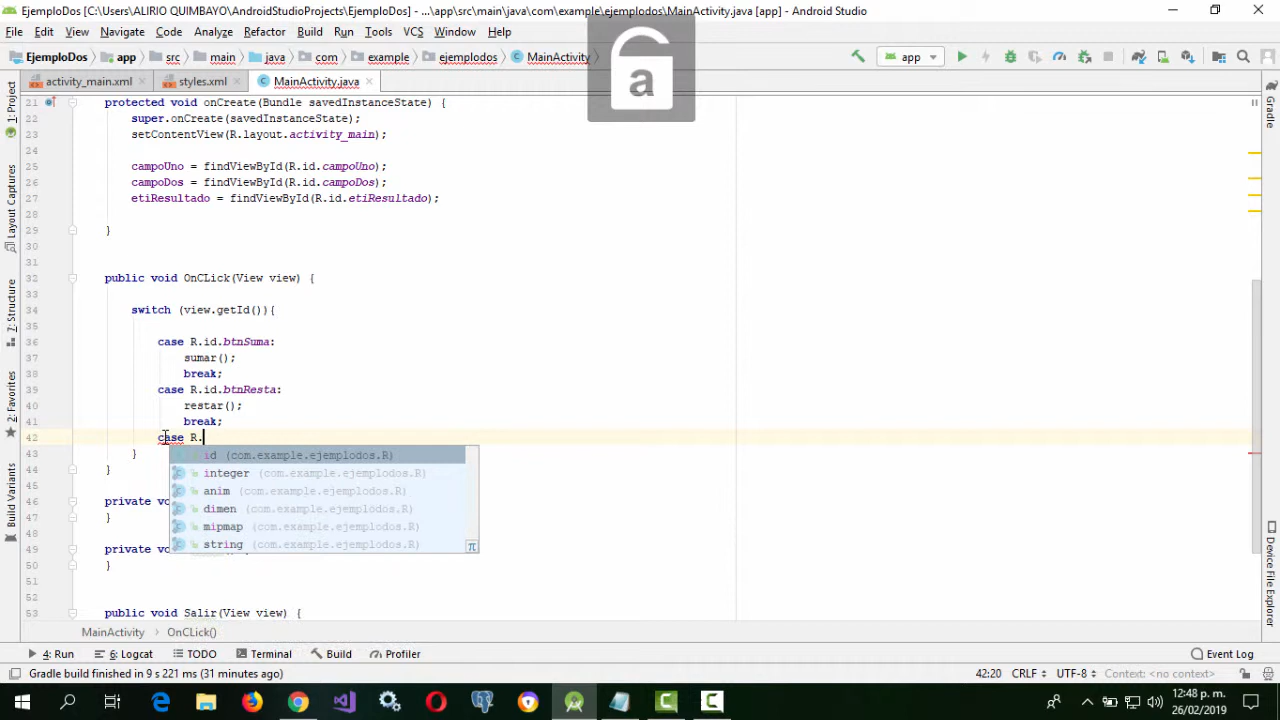 EjemploDos [C:\Users\ALIRIO QUIMBAYO\AndroidStudioProjects\EjemploDos] - ...\app\src\main\java\com\example\ejemplodos\MainActivity.java [app] - Android Studio
File Edit View Navigate Code Analyze Refactor Build Run Tools VCS Window Help
a
EjemploDos app src main java com example ejemplodos MainActivity app
activity_main.xml styles.xml MainActivity.java
1: Project
Layout Captures
7: Structure
2: Favorites
Build Variants
Gradle
Device File Explorer
21 protected void onCreate(Bundle savedInstanceState) {
22 super.onCreate(savedInstanceState);
23 setContentView(R.layout.activity_main);
24
25 campoUno = findViewById(R.id.campoUno);
26 campoDos = findViewById(R.id.campoDos);
27 etiResultado = findViewById(R.id.etiResultado);
28
29 }
30
31
32 public void OnCLick(View view) {
33
34 switch (view.getId()){
35
36 case R.id.btnSuma:
37 sumar();
38 break;
39 case R.id.btnResta:
40 restar();
41 break;
42 case R.
43 }
44 }
id (com.example.ejemplodos.R)
integer (com.example.ejemplodos.R)
anim (com.example.ejemplodos.R)
dimen (com.example.ejemplodos.R)
mipmap (com.example.ejemplodos.R)
string (com.example.ejemplodos.R)
π
46 private vo
47 }
48
49 private vo
50 }
51
52
53 public void Salir(View view) {
MainActivity OnCLick()
4: Run 6: Logcat TODO Terminal Build Profiler Event Log
Gradle build finished in 9 s 221 ms (31 minutes ago) 42:20 CRLF UTF-8 Context: <no context>
12:48 p. m.
26/02/2019